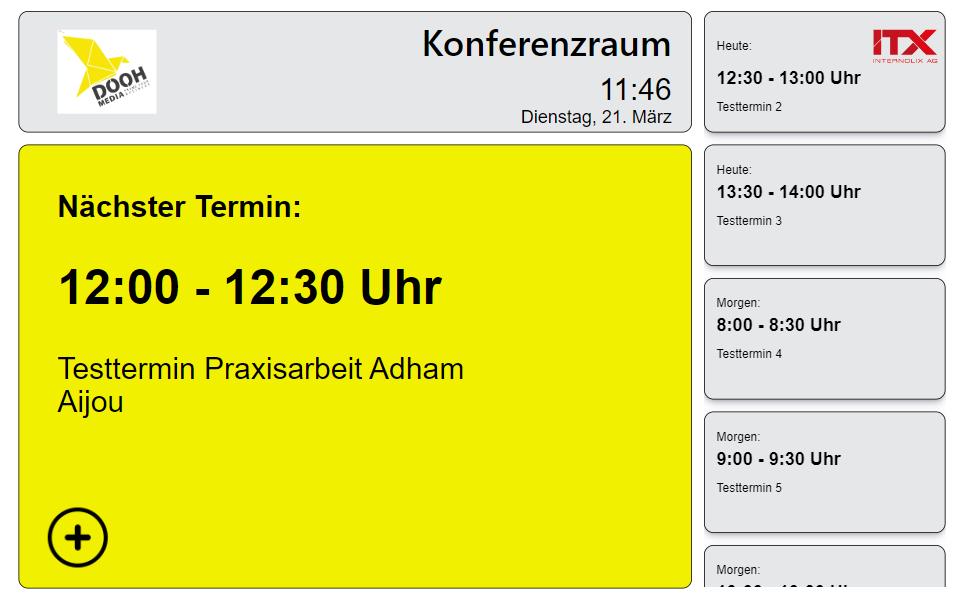 DOOH
MEDIA
Konferenzraum
11:46
Dienstag, 21. März
Nächster Termin:
12:00 - 12:30 Uhr
Testtermin Praxisarbeit Adham
Aijou
ITX
INTERNOLIX AG
Heute:
12:30 - 13:00 Uhr
Testtermin 2
Heute:
13:30 - 14:00 Uhr
Testtermin 3
Morgen:
8:00 - 8:30 Uhr
Testtermin 4
Morgen:
9:00 - 9:30 Uhr
Testtermin 5
Morgen: